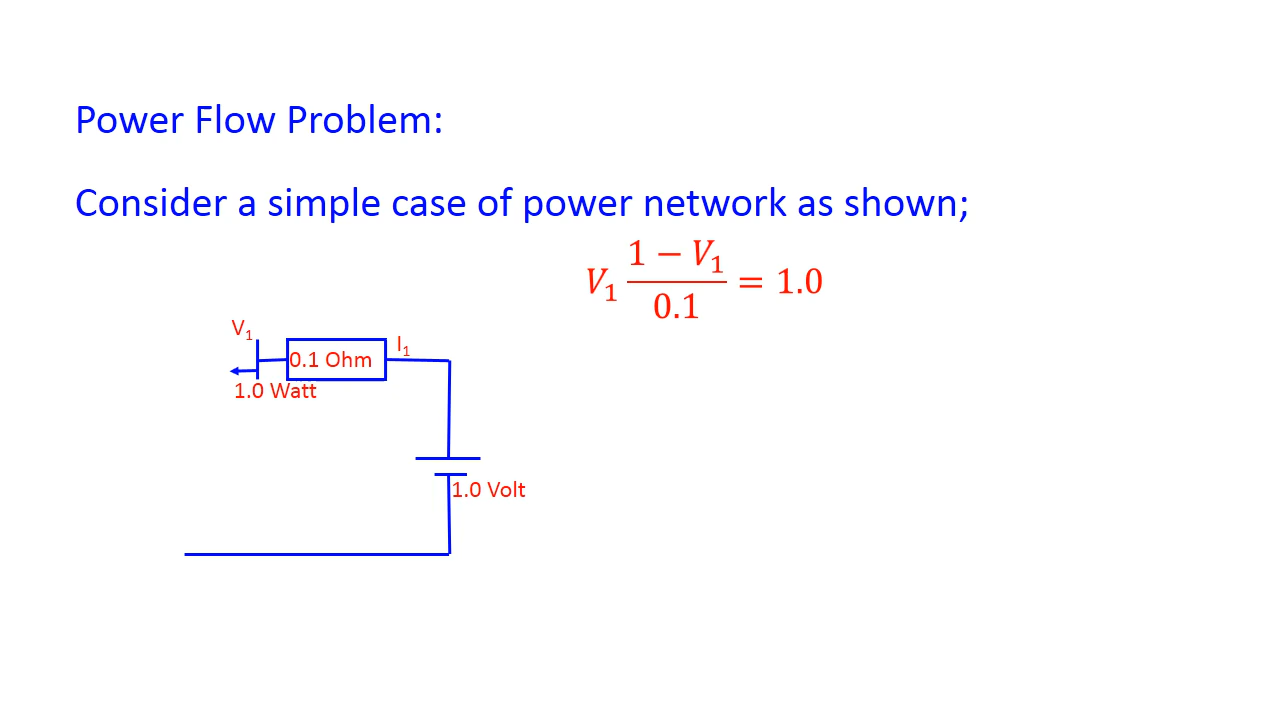 Power Flow Problem:
Consider a simple case of power network as shown;
V₁ (1 − V₁)/0.1 = 1.0
V₁
0.1 Ohm
I₁
1.0 Watt
1.0 Volt